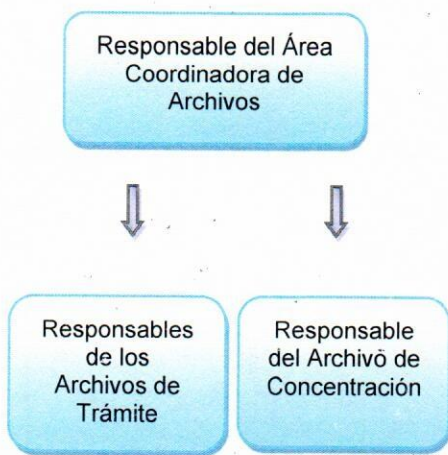 Responsable del Área
Coordinadora de
Archivos
Responsables
de los
Archivos de
Trámite
Responsable
del Archivo de
Concentración